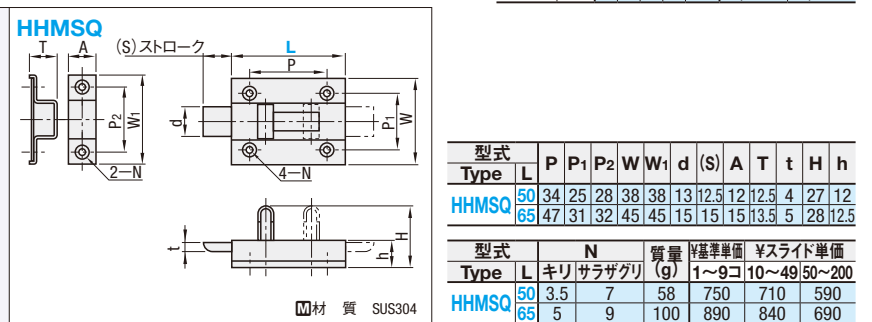 HHMSQ
T A (S)ストローク L
P
P2 W1 d P1 W
2－N 4－N
t H h
M材 質 SUS304
型式 Type L P P1 P2 W W1 d (S) A T t H h
HHMSQ 50 34 25 28 38 38 13 12.5 12 12.5 4 27 12
65 47 31 32 45 45 15 15 15 13.5 5 28 12.5
型式 N 質量 ¥基準単価 ¥スライド単価
Type L キリ サラザグリ (g) 1～9コ 10～49 50～200
HHMSQ 50 3.5 7 58 750 710 590
65 5 9 100 890 840 690